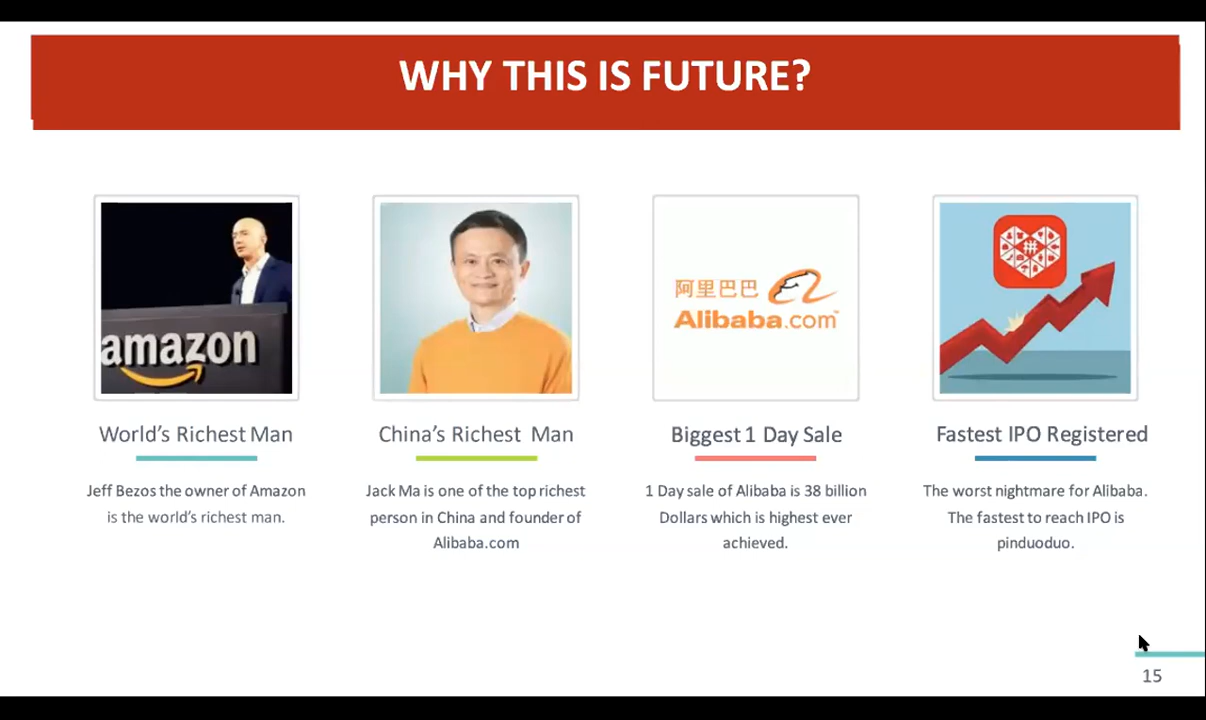 WHY THIS IS FUTURE?
amazon
阿里巴巴
Alibaba.com™
World's Richest Man
Jeff Bezos the owner of Amazon
is the world's richest man.
China's Richest Man
Jack Ma is one of the top richest
person in China and founder of
Alibaba.com
Biggest 1 Day Sale
1 Day sale of Alibaba is 38 billion
Dollars which is highest ever
achieved.
Fastest IPO Registered
The worst nightmare for Alibaba.
The fastest to reach IPO is
pinduoduo.
15